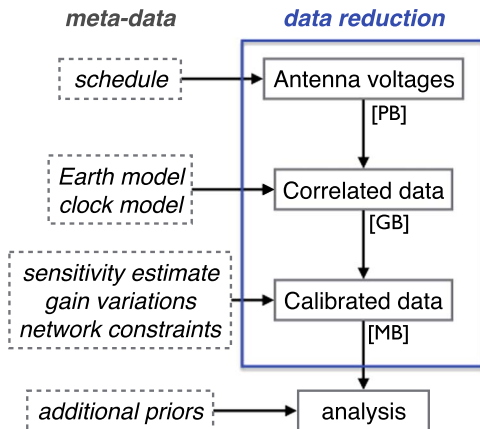 meta-data
data reduction
schedule
Antenna voltages
[PB]
Earth model
clock model
Correlated data
[GB]
sensitivity estimate
gain variations
network constraints
Calibrated data
[MB]
additional priors
analysis